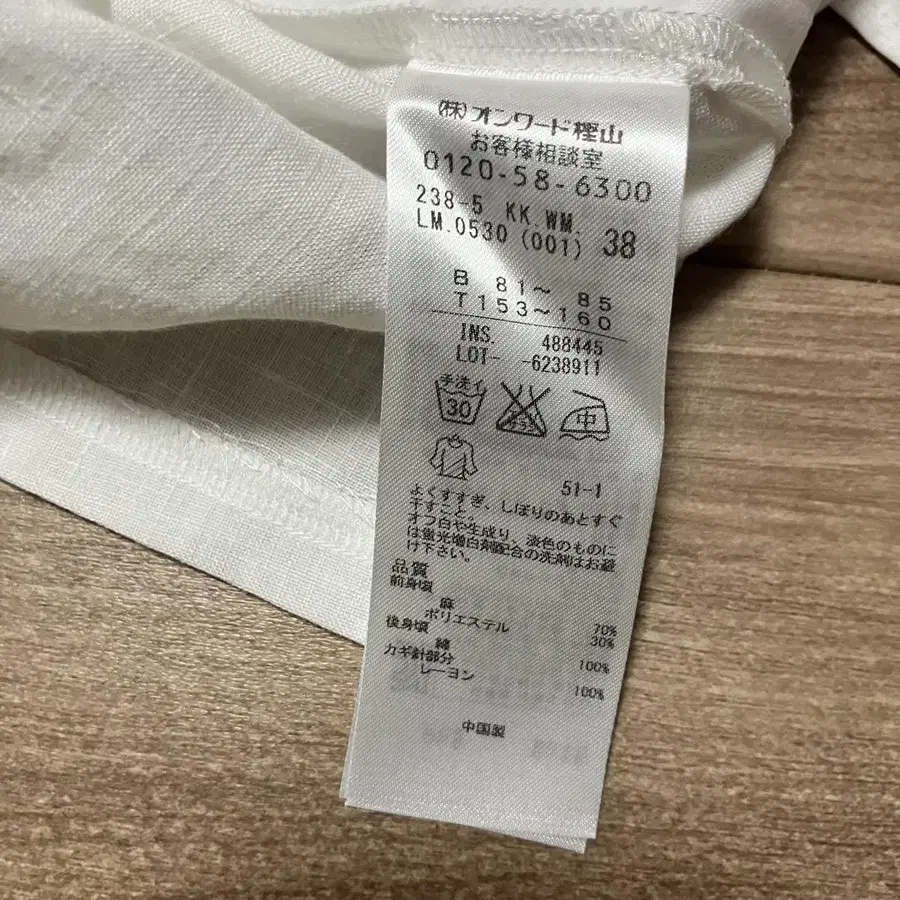 (株)オンワード樫山
お客様相談室
0120-58-6300
238-5 KK.WM. 38
LM.0530 (001)
B 81~ 85
T153~160
INS. 488445
LOT- -6238911
手洗イ
30
中
51-1
よくすすぎ、しぼりのあとすぐ
干すこと。
オフ白や生成り、淡色のものに
は蛍光増白剤配合の洗剤はお避
け下さい。
品質
前身頃
麻 70%
ポリエステル 30%
後身頃
綿 100%
カギ針部分
レーヨン 100%
中国製